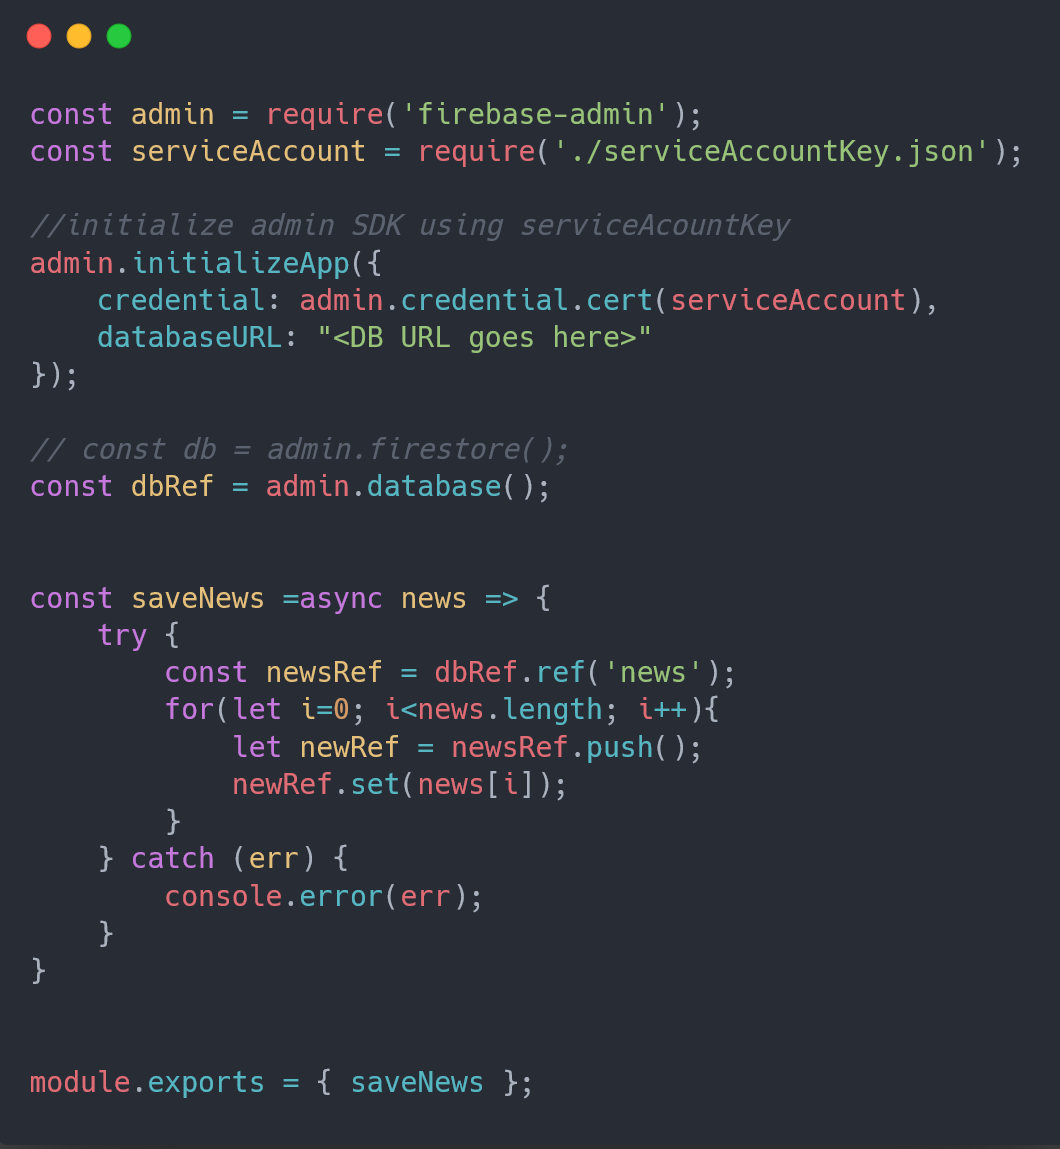 const admin = require('firebase-admin');
const serviceAccount = require('./serviceAccountKey.json');

//initialize admin SDK using serviceAcountKey
admin.initializeApp({
    credential: admin.credential.cert(serviceAccount),
    databaseURL: "<DB URL goes here>"
});

// const db = admin.firestore();
const dbRef = admin.database();


const saveNews =async news => {
    try {
        const newsRef = dbRef.ref('news');
        for(let i=0; i<news.length; i++){
            let newRef = newsRef.push();
            newRef.set(news[i]);
        }
    } catch (err) {
        console.error(err);
    }
}


module.exports = { saveNews };